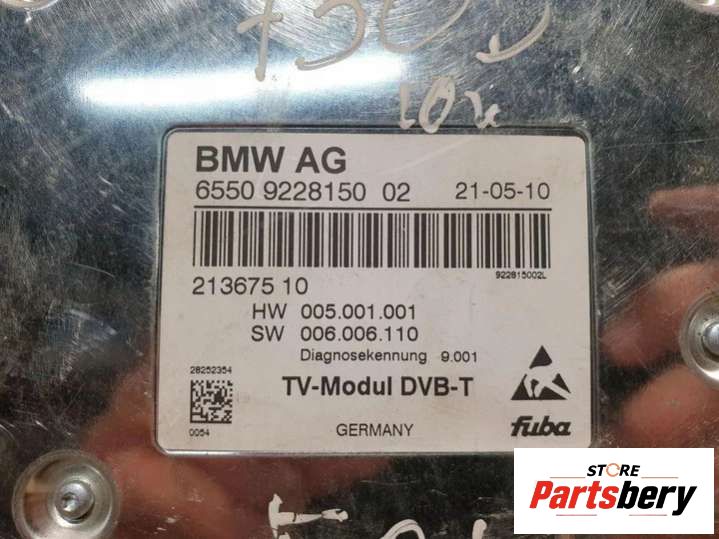 BMW AG
6550 9228150 02 21-05-10
922815002L
213675 10
HW 005.001.001
SW 006.006.110
Diagnosekennung 9.001
28252354
TV-Modul DVB-T
0054
GERMANY
fuba
STORE
Partsbery